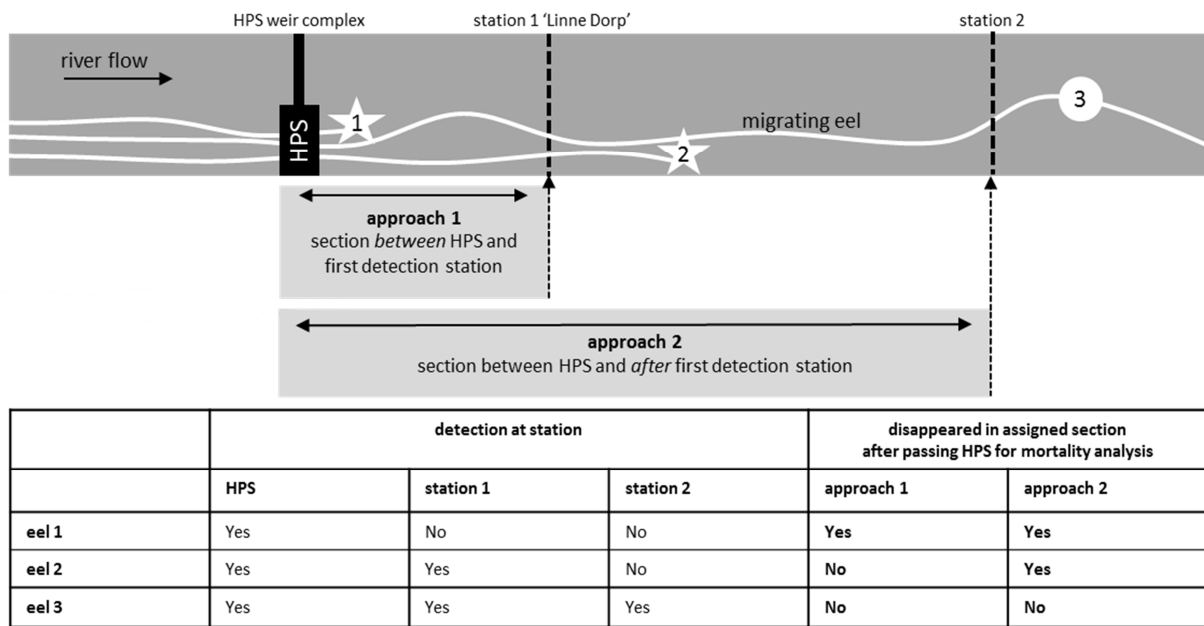 HPS weir complex
station 1 ‘Linne Dorp’
station 2
river flow
1
3
migrating eel
HPS
2
approach 1
section between HPS and
first detection station
approach 2
section between HPS and after first detection station
detection at station
disappeared in assigned section
after passing HPS for mortality analysis
HPS station 1 station 2 approach 1 approach 2
eel 1 Yes No No Yes Yes
eel 2 Yes Yes No No Yes
eel 3 Yes Yes Yes No No